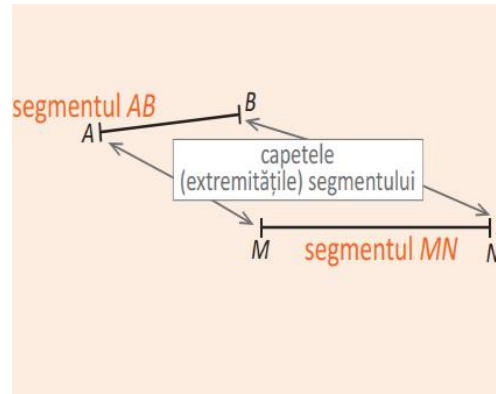 segmentul AB
B
A
capetele
(extremitățile) segmentului
M
segmentul MN
N